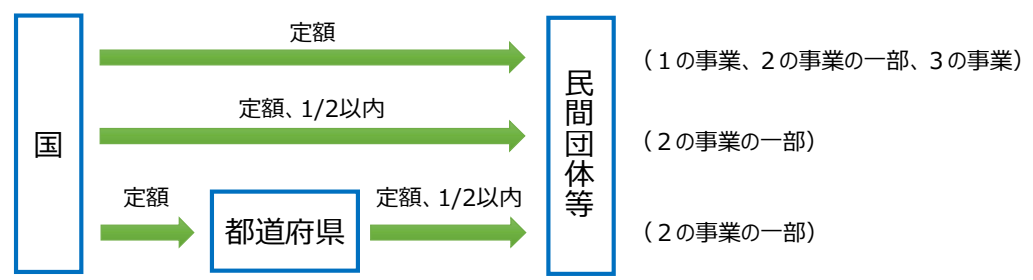 定額
（１の事業、２の事業の一部、３の事業）
定額、1/2以内
（２の事業の一部）
国
民間団体等
定額
都道府県
定額、1/2以内
（２の事業の一部）